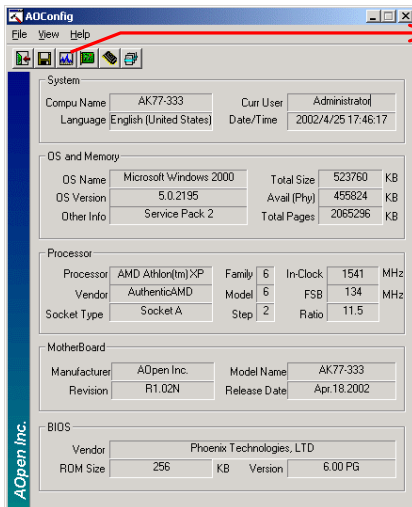 AOConfig
File View Help
System
Compu Name AK77-333 Curr User Administrator
Language English (United States) Date/Time 2002/4/25 17:46:17
OS and Memory
OS Name Microsoft Windows 2000 Total Size 523760 KB
OS Version 5.0.2195 Avail (Phy) 455824 KB
Other Info Service Pack 2 Total Pages 2065296 KB
Processor
Processor AMD Athlon(tm) XP Family 6 In-Clock 1541 MHz
Vendor AuthenticAMD Model 6 FSB 134 MHz
Socket Type Socket A Step 2 Ratio 11.5
MotherBoard
Manufacturer AOpen Inc. Model Name AK77-333
Revision R1.02N Release Date Apr.18.2002
BIOS
Vendor Phoenix Technologies, LTD
ROM Size 256 KB Version 6.00 PG
AOpen Inc.